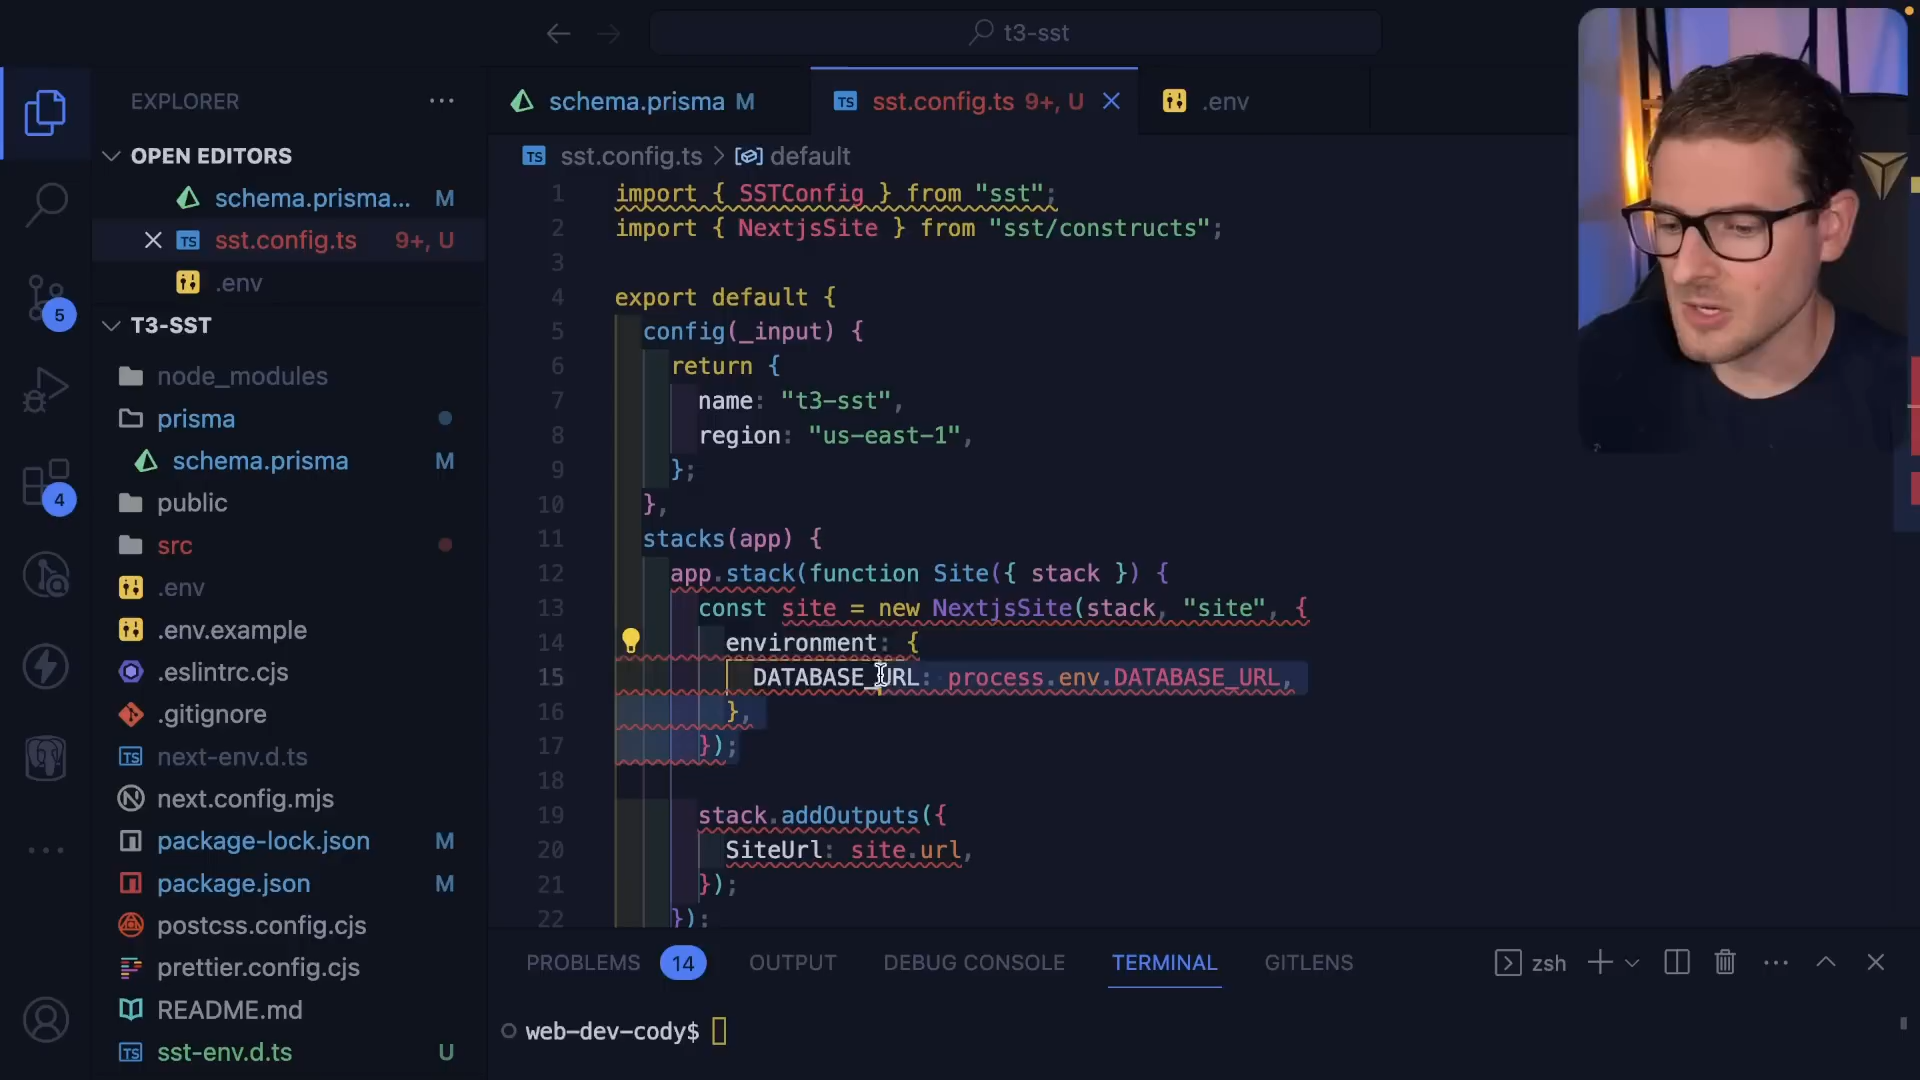 t3-sst
EXPLORER
OPEN EDITORS
schema.prisma... M
sst.config.ts 9+, U
.env
T3-SST
node_modules
prisma
schema.prisma M
public
src
.env
.env.example
.eslintrc.cjs
.gitignore
next-env.d.ts
next.config.mjs
package-lock.json M
package.json M
postcss.config.cjs
prettier.config.cjs
README.md
sst-env.d.ts U
5
4
schema.prisma M
TS sst.config.ts 9+, U
.env
TS sst.config.ts > default
1 import { SSTConfig } from "sst";
2 import { NextjsSite } from "sst/constructs";
3
4 export default {
5 config(_input) {
6 return {
7 name: "t3-sst",
8 region: "us-east-1",
9 };
10 },
11 stacks(app) {
12 app.stack(function Site({ stack }) {
13 const site = new NextjsSite(stack, "site", {
14 environment: {
15 DATABASE_URL: process.env.DATABASE_URL,
16 },
17 });
18
19 stack.addOutputs({
20 SiteUrl: site.url,
21 });
22 });
PROBLEMS 14 OUTPUT DEBUG CONSOLE TERMINAL GITLENS zsh
web-dev-cody$